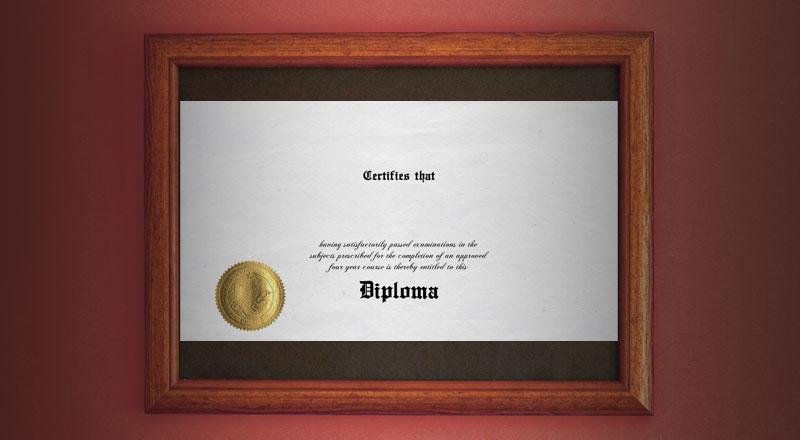 Certifies that
having satisfactorily passed examinations in the
subjects prescribed for the completion of an approved
four year course is thereby entitled to this
Diploma